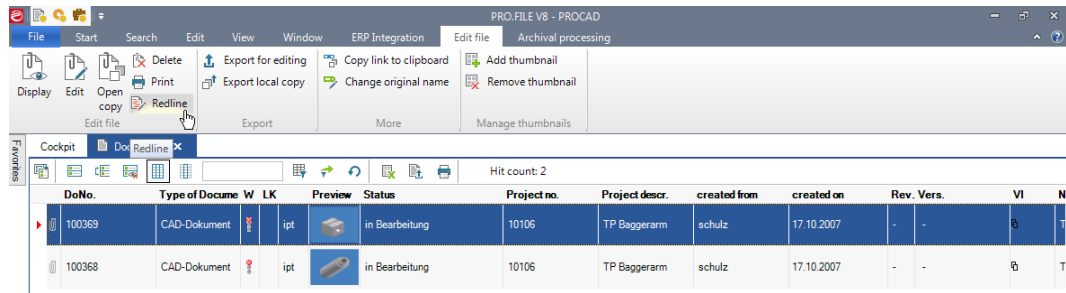 PRO.FILE V8 - PROCAD
File Start Search Edit View Window ERP Integration Edit file Archival processing
Display Edit Open copy Delete Print Redline
Export for editing
Export local copy
Copy link to clipboard
Change original name
Add thumbnail
Remove thumbnail
Edit file Export More Manage thumbnails
Favorites
Cockpit Redline
Hit count: 2
DoNo. Type of Docume W LK Preview Status Project no. Project descr. created from created on Rev. Vers. VI N
100369 CAD-Dokument ipt in Bearbeitung 10106 TP Baggerarm schulz 17.10.2007 - - T
100368 CAD-Dokument ipt in Bearbeitung 10106 TP Baggerarm schulz 17.10.2007 - - T